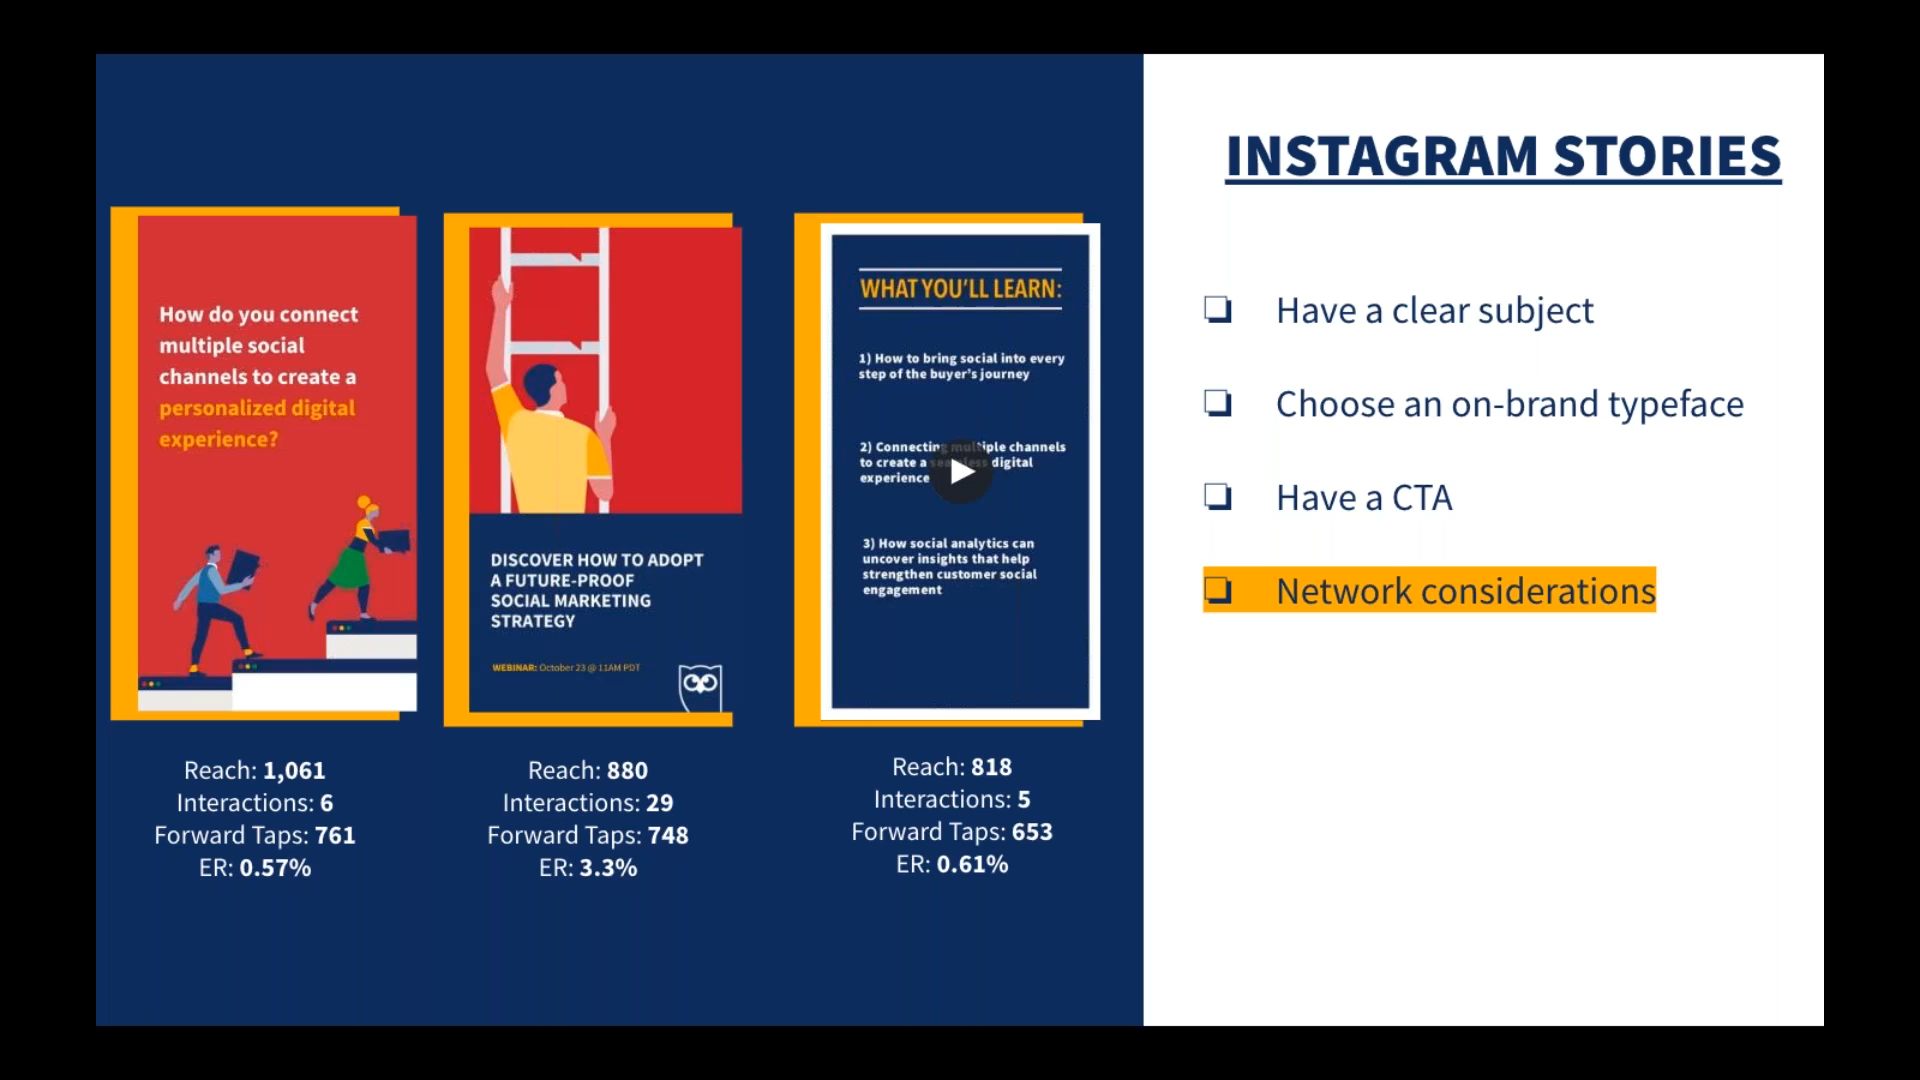 INSTAGRAM STORIES
How do you connect
multiple social
channels to create a
personalized digital
experience?
DISCOVER HOW TO ADOPT
A FUTURE-PROOF
SOCIAL MARKETING
STRATEGY
WEBINAR: October 23 @ 11AM PDT
WHAT YOU'LL LEARN:
1) How to bring social into every
step of the buyer's journey
2) Connecting multiple channels
to create a seamless digital
experience
3) How social analytics can
uncover insights that help
strengthen customer social
engagement
Reach: 1,061
Interactions: 6
Forward Taps: 761
ER: 0.57%
Reach: 880
Interactions: 29
Forward Taps: 748
ER: 3.3%
Reach: 818
Interactions: 5
Forward Taps: 653
ER: 0.61%
❏ Have a clear subject
❏ Choose an on-brand typeface
❏ Have a CTA
❏ Network considerations